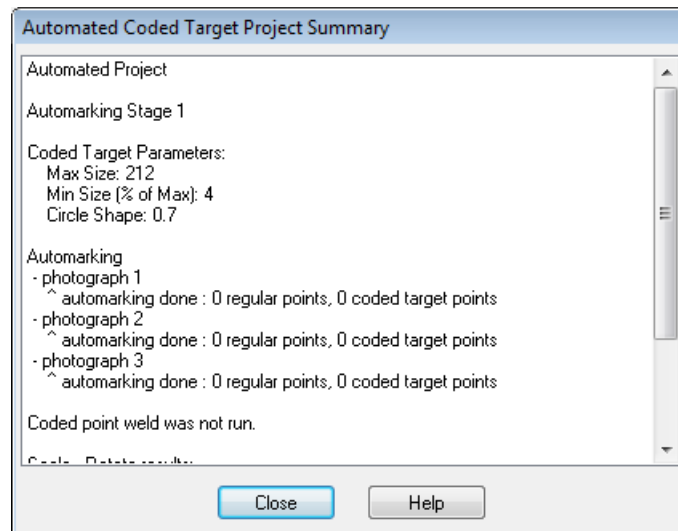 Automated Coded Target Project Summary
Automated Project
Automarking Stage 1
Coded Target Parameters:
Max Size: 212
Min Size (% of Max): 4
Circle Shape: 0.7
Automarking
- photograph 1
^ automarking done : 0 regular points, 0 coded target points
- photograph 2
^ automarking done : 0 regular points, 0 coded target points
- photograph 3
^ automarking done : 0 regular points, 0 coded target points
Coded point weld was not run.
Close Help